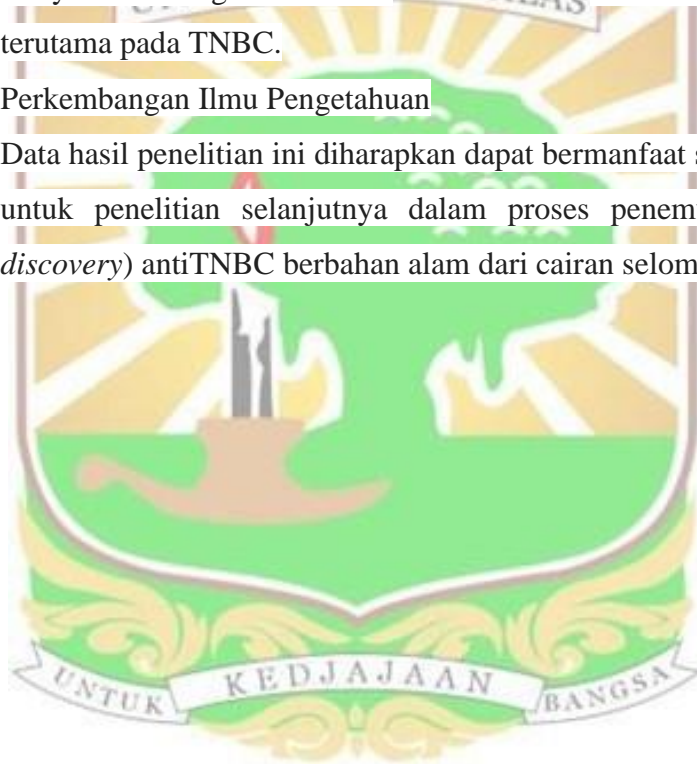 terutama pada TNBC.
Perkembangan Ilmu Pengetahuan
Data hasil penelitian ini diharapkan dapat bermanfaat
untuk penelitian selanjutnya dalam proses
discovery) antiTNBC berbahan alam dari cairan
UNTUK KEDJAJAAN BANGSA